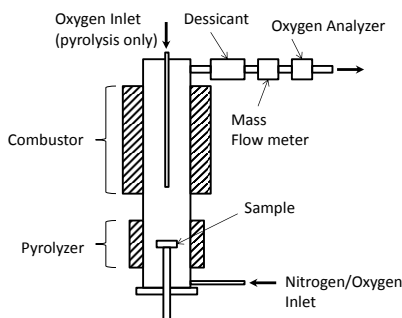 Oxygen Inlet
(pyrolysis only)
Dessicant
Oxygen Analyzer
Mass
Flow meter
Combustor
Sample
Pyrolyzer
Nitrogen/Oxygen
Inlet